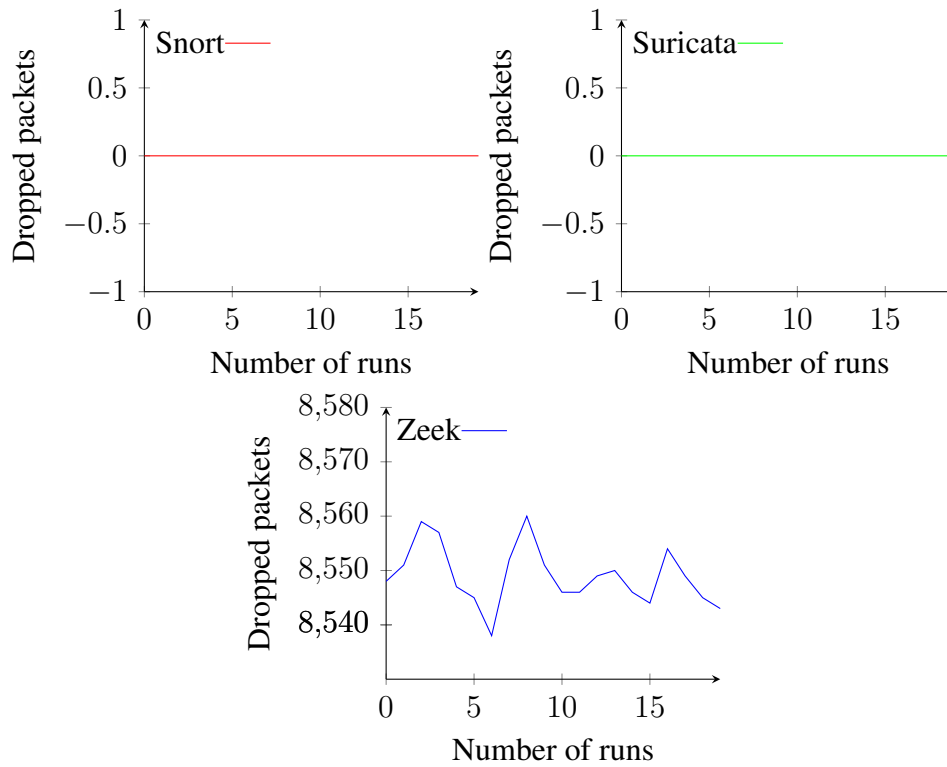 Dropped packets
1
0.5
0
−0.5
−1
Snort
0 5 10 15
Number of runs
Dropped packets
1
0.5
0
−0.5
−1
Suricata
0 5 10 15
Number of runs
Dropped packets
8,580
8,570
8,560
8,550
8,540
Zeek
0 5 10 15
Number of runs